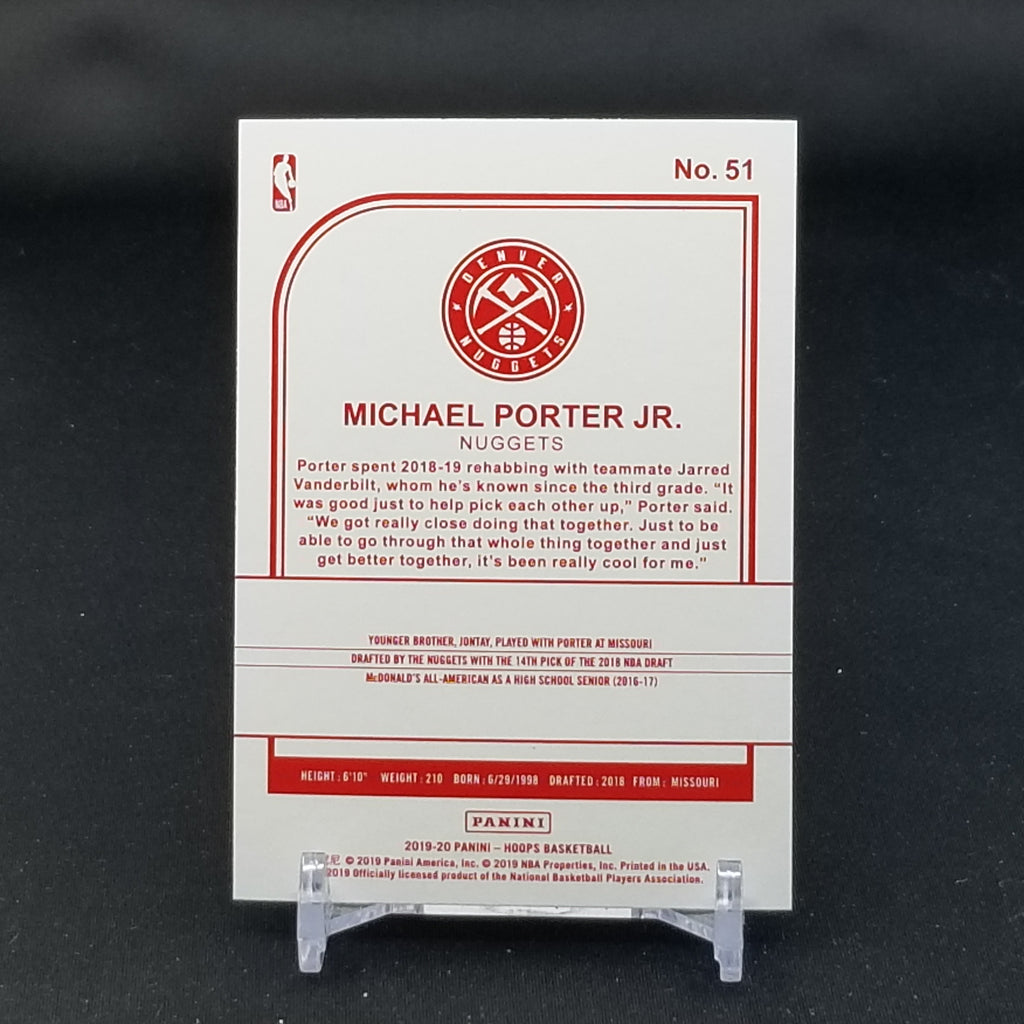 NBA
No. 51
DENVER
NUGGETS
MICHAEL PORTER JR.
NUGGETS
Porter spent 2018-19 rehabbing with teammate Jarred
Vanderbilt, whom he's known since the third grade. “It
was good just to help pick each other up,” Porter said.
“We got really close doing that together. Just to be
able to go through that whole thing together and just
get better together, it's been really cool for me.”
YOUNGER BROTHER, JONTAY, PLAYED WITH PORTER AT MISSOURI
DRAFTED BY THE NUGGETS WITH THE 14TH PICK OF THE 2018 NBA DRAFT
McDONALD'S ALL-AMERICAN AS A HIGH SCHOOL SENIOR (2016-17)
HEIGHT: 6'10" WEIGHT: 210 BORN: 6/29/1998 DRAFTED: 2018 FROM: MISSOURI
PANINI
2019-20 PANINI – HOOPS BASKETBALL
尼 © 2019 Panini America, Inc. © 2019 NBA Properties, Inc. Printed in the USA.
2019 Officially licensed product of the National Basketball Players Association.